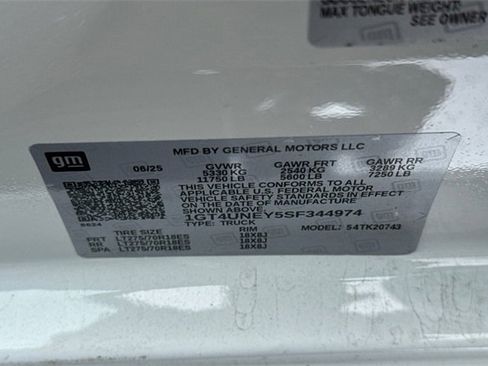 MAX TONGUE WEIGHT:
SEE OWNER
gm
MFD BY GENERAL MOTORS LLC
06/25
GVWR GAWR FRT GAWR RR
5330 KG 2540 KG 3289 KG
11750 LB 5600 LB 7250 LB
THIS VEHICLE CONFORMS TO ALL
APPLICABLE U.S. FEDERAL MOTOR
VEHICLE SAFETY STANDARDS IN EFFECT
ON THE DATE OF MANUFACTURE
SHOWN ABOVE.
1GT4UNEY5SF344974
TYPE: TRUCK MODEL: S4TK20743
TIRE SIZE RIM
FRT LT275/70R18ES 18X8J
RR LT275/70R18ES 18X8J
SPA LT275/70R18ES 18X8J